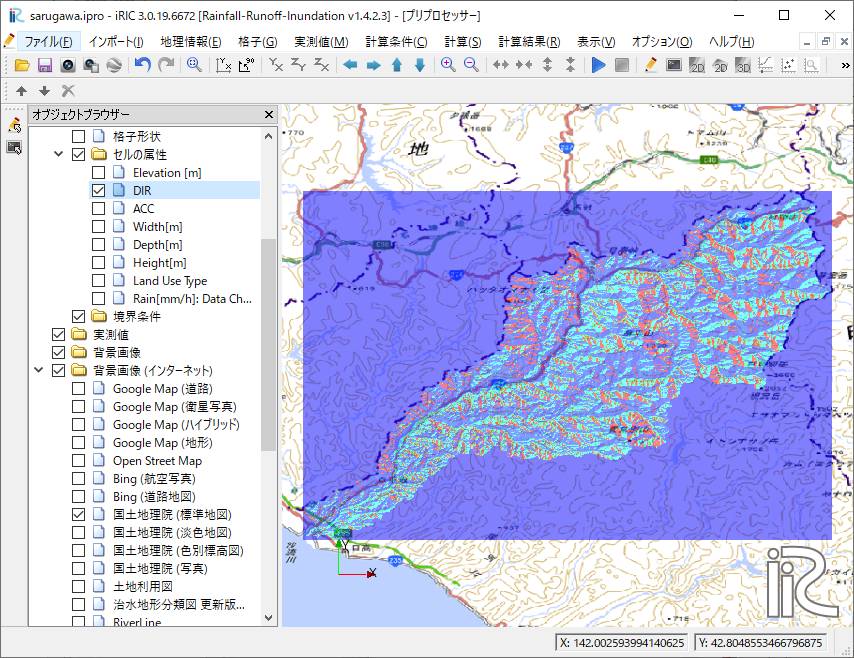 sarugawa.ipro - iRIC 3.0.19.6672 [Rainfall-Runoff-Inundation v1.4.2.3] - [プリプロセッサー]
ファイル(F) インポート(I) 地理情報(E) 格子(G) 実測値(M) 計算条件(C) 計算(S) 計算結果(R) 表示(V) オプション(O) ヘルプ(H)
オブジェクトブラウザー
格子形状
セルの属性
Elevation [m]
DIR
ACC
Width[m]
Depth[m]
Height[m]
Land Use Type
Rain[mm/h]: Data Ch...
境界条件
実測値
背景画像
背景画像 (インターネット)
Google Map (道路)
Google Map (衛星写真)
Google Map (ハイブリッド)
Google Map (地形)
Open Street Map
Bing (航空写真)
Bing (道路地図)
国土地理院 (標準地図)
国土地理院 (淡色地図)
国土地理院 (色別標高図)
国土地理院 (写真)
土地利用図
治水地形分類図 更新版...
RiverLine
地
日高
Y
X
iRIC
X: 142.002593994140625
Y: 42.8048553466796875